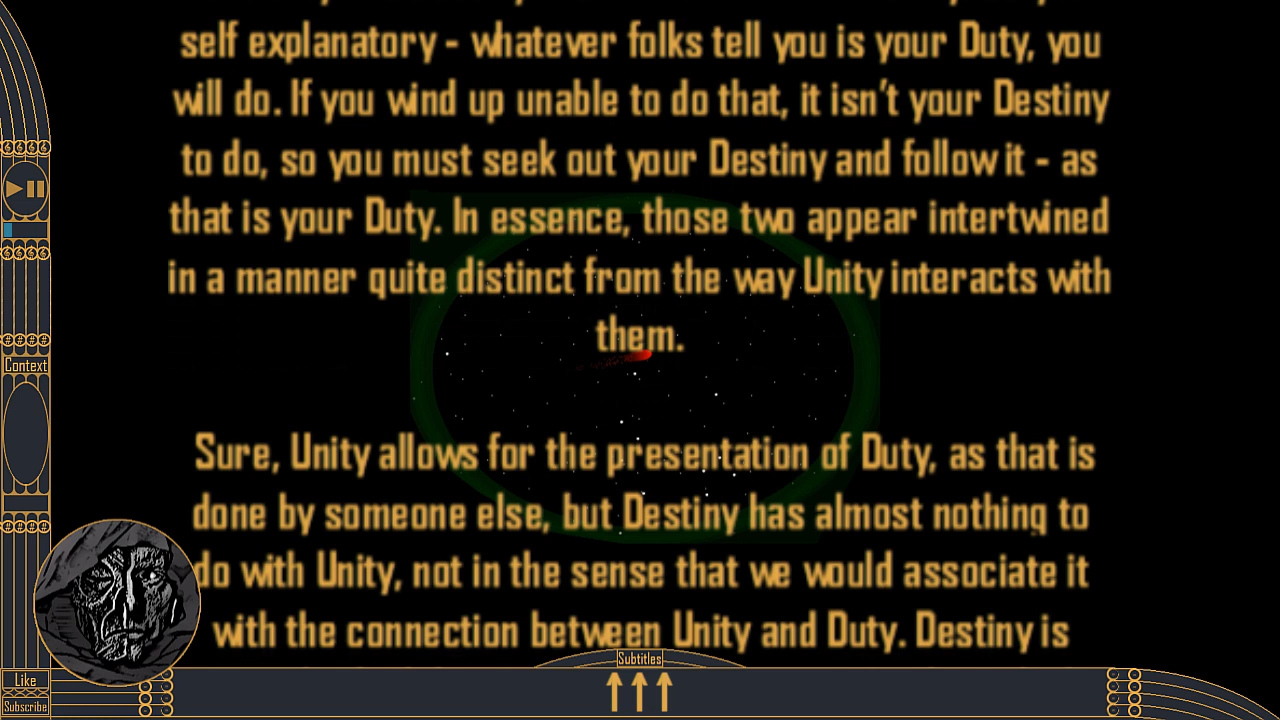 self explanatory - whatever folks tell you is your Duty, you
will do. If you wind up unable to do that, it isn't your Destiny
to do, so you must seek out your Destiny and follow it - as
that is your Duty. In essence, those two appear intertwined
in a manner quite distinct from the way Unity interacts with
them.
Context
Sure, Unity allows for the presentation of Duty, as that is
done by someone else, but Destiny has almost nothing to
do with Unity, not in the sense that we would associate it
with the connection between Unity and Duty. Destiny is
Subtitles
Like
Subscribe